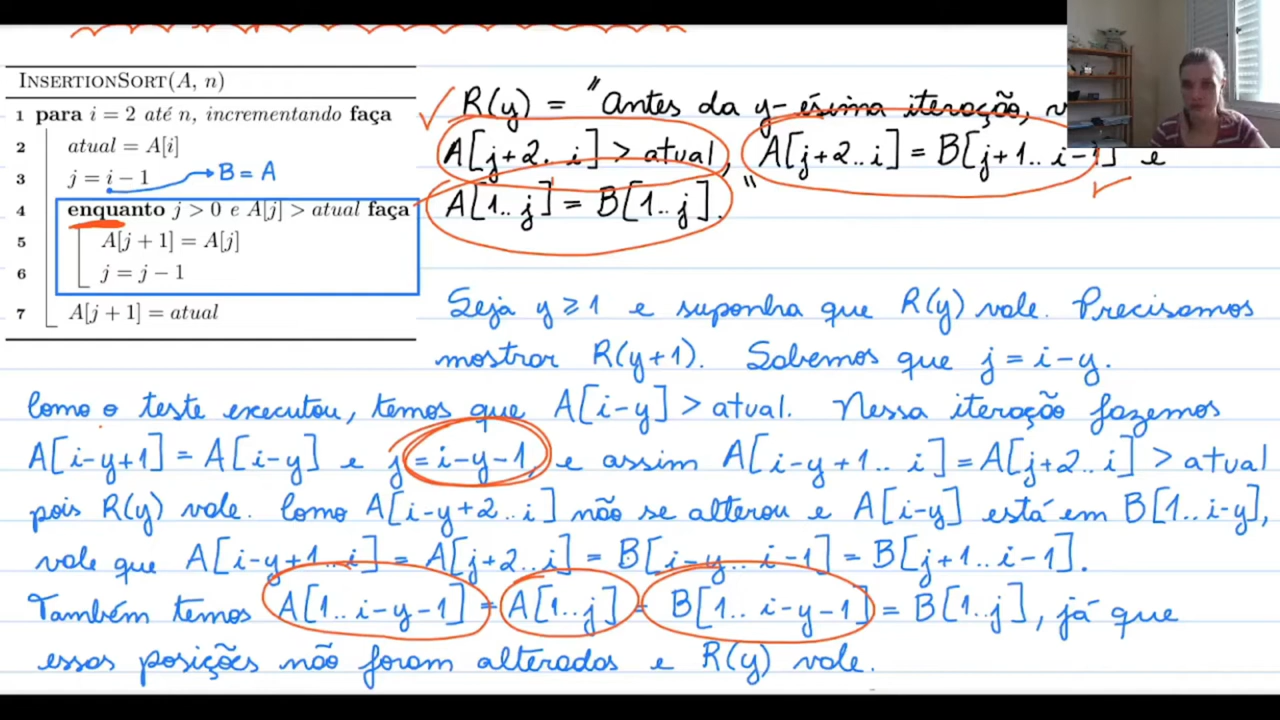 INSERTIONSORT(A, n)
1 para i = 2 até n, incrementando faça
2 atual = A[i]
3 j = i − 1 → B = A
4 enquanto j > 0 e A[j] > atual faça
5 A[j + 1] = A[j]
6 j = j − 1
7 A[j + 1] = atual
R(y) = "Antes da y-ésima iteração,
A[j+2..i] > atual, A[j+2..i] = B[j+1..i-1] e
A[1..j] = B[1..j]."
Seja y ≥ 1 e suponha que R(y) vale. Precisamos
mostrar R(y+1). Sabemos que j = i-y.
Como o teste executou, temos que A[i-y] > atual. Nessa iteração fazemos
A[i-y+1] = A[i-y] e j = i-y-1, e assim A[i-y+1..i] = A[j+2..i] > atual
pois R(y) vale. Como A[i-y+2..i] não se alterou e A[i-y] está em B[1..i-y],
vale que A[i-y+1..i] = A[j+2..i] = B[i-y..i-1] = B[j+1..i-1].
Também temos A[1..i-y-1] = A[1..j] = B[1..i-y-1] = B[1..j], já que
essas posições não foram alteradas e R(y) vale.